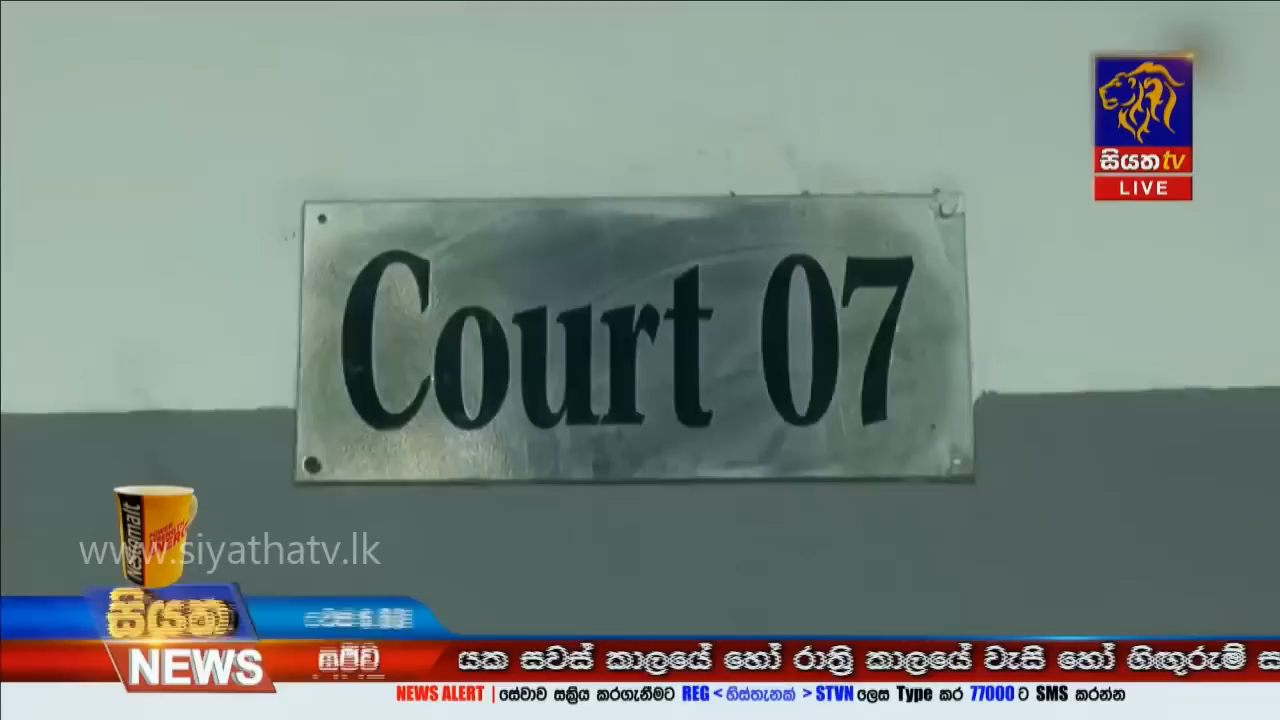 සියත tv
LIVE
Court 07
Nestomalt
www.siyathatv.lk
සියත
NEWS
යක සවස් කාලයේ හෝ රාත්‍රි කාලයේ වැසි හෝ ගිගුරුම් ස
NEWS ALERT | සේවාව සක්‍රිය කරගැනීමට REG < හිස්තැනක් > STVN ලෙස Type කර 77000 ට SMS කරන්න